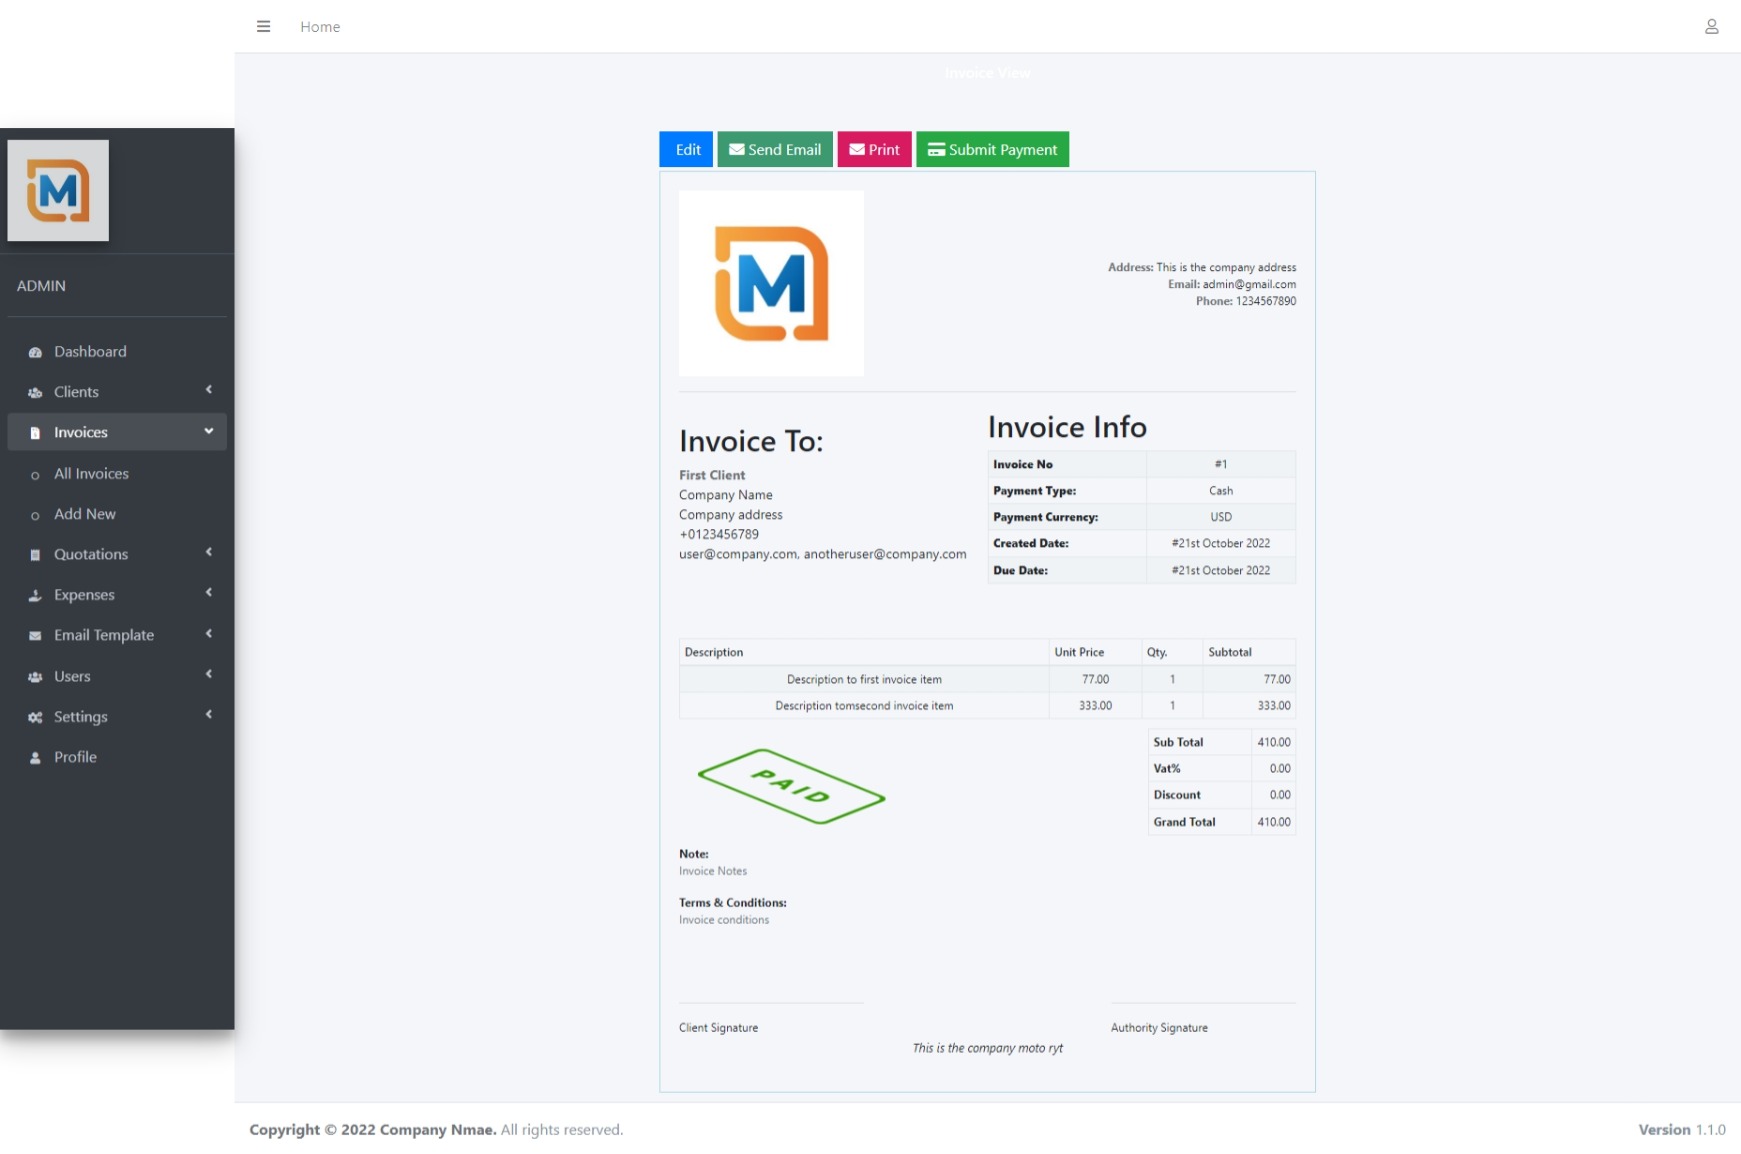 Home
Invoice View
M
ADMIN
Dashboard
Clients
Invoices
All Invoices
Add New
Quotations
Expenses
Email Template
Users
Settings
Profile
Edit Send Email Print Submit Payment
M
Address: This is the company address
Email: admin@gmail.com
Phone: 1234567890
Invoice To:
First Client
Company Name
Company address
+0123456789
user@company.com, anotheruser@company.com
Invoice Info
Invoice No #1
Payment Type: Cash
Payment Currency: USD
Created Date: #21st October 2022
Due Date: #21st October 2022
Description Unit Price Qty. Subtotal
Description to first invoice item 77.00 1 77.00
Description tomsecond invoice item 333.00 1 333.00
PAID
Sub Total 410.00
Vat% 0.00
Discount 0.00
Grand Total 410.00
Note:
Invoice Notes
Terms & Conditions:
Invoice conditions
Client Signature Authority Signature
This is the company moto ryt
Copyright © 2022 Company Nmae. All rights reserved. Version 1.1.0